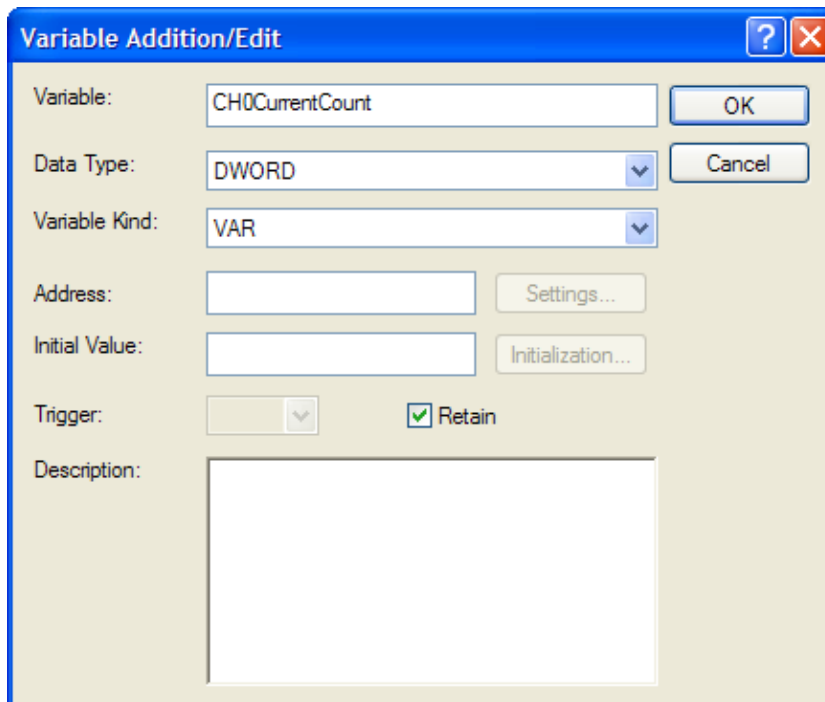 Variable Addition/Edit
?
Variable: CH0CurrentCount OK
Data Type: DWORD Cancel
Variable Kind: VAR
Address: Settings...
Initial Value: Initialization...
Trigger: Retain
Description: